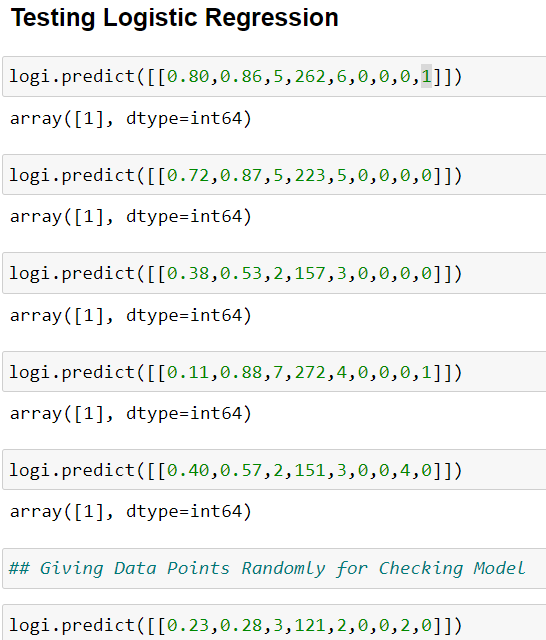 Testing Logistic Regression
logi.predict([[0.80,0.86,5,262,6,0,0,0,1]])
array([1], dtype=int64)
logi.predict([[0.72,0.87,5,223,5,0,0,0,0]])
array([1], dtype=int64)
logi.predict([[0.38,0.53,2,157,3,0,0,0,0]])
array([1], dtype=int64)
logi.predict([[0.11,0.88,7,272,4,0,0,0,1]])
array([1], dtype=int64)
logi.predict([[0.40,0.57,2,151,3,0,0,4,0]])
array([1], dtype=int64)
## Giving Data Points Randomly for Checking Model
logi.predict([[0.23,0.28,3,121,2,0,0,2,0]])